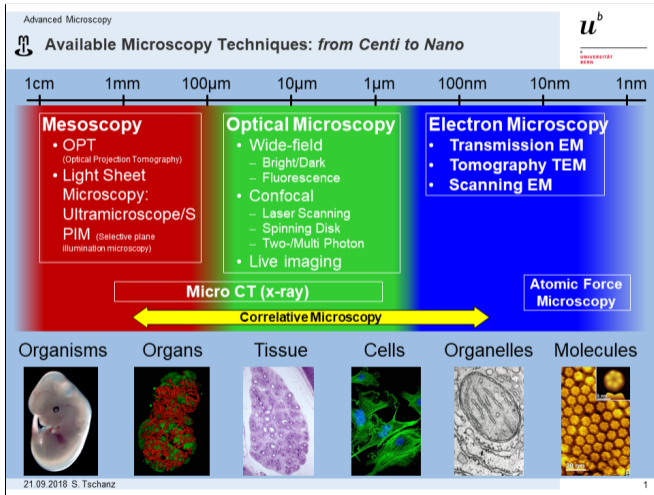 Advanced Microscopy
Available Microscopy Techniques: from Centi to Nano
u^b
b
UNIVERSITÄT
BERN
1cm 1mm 100µm 10µm 1µm 100nm 10nm 1nm
Mesoscopy
• OPT
(Optical Projection Tomography)
• Light Sheet
Microscopy:
Ultramicroscope/S
PIM (Selective plane
illumination microscopy)
Optical Microscopy
• Wide-field
– Bright/Dark
– Fluorescence
• Confocal
– Laser Scanning
– Spinning Disk
– Two-/Multi Photon
• Live imaging
Electron Microscopy
• Transmission EM
• Tomography TEM
• Scanning EM
Micro CT (x-ray)
Atomic Force
Microscopy
Correlative Microscopy
Organisms Organs Tissue Cells Organelles Molecules
21.09.2018 S. Tschanz
1